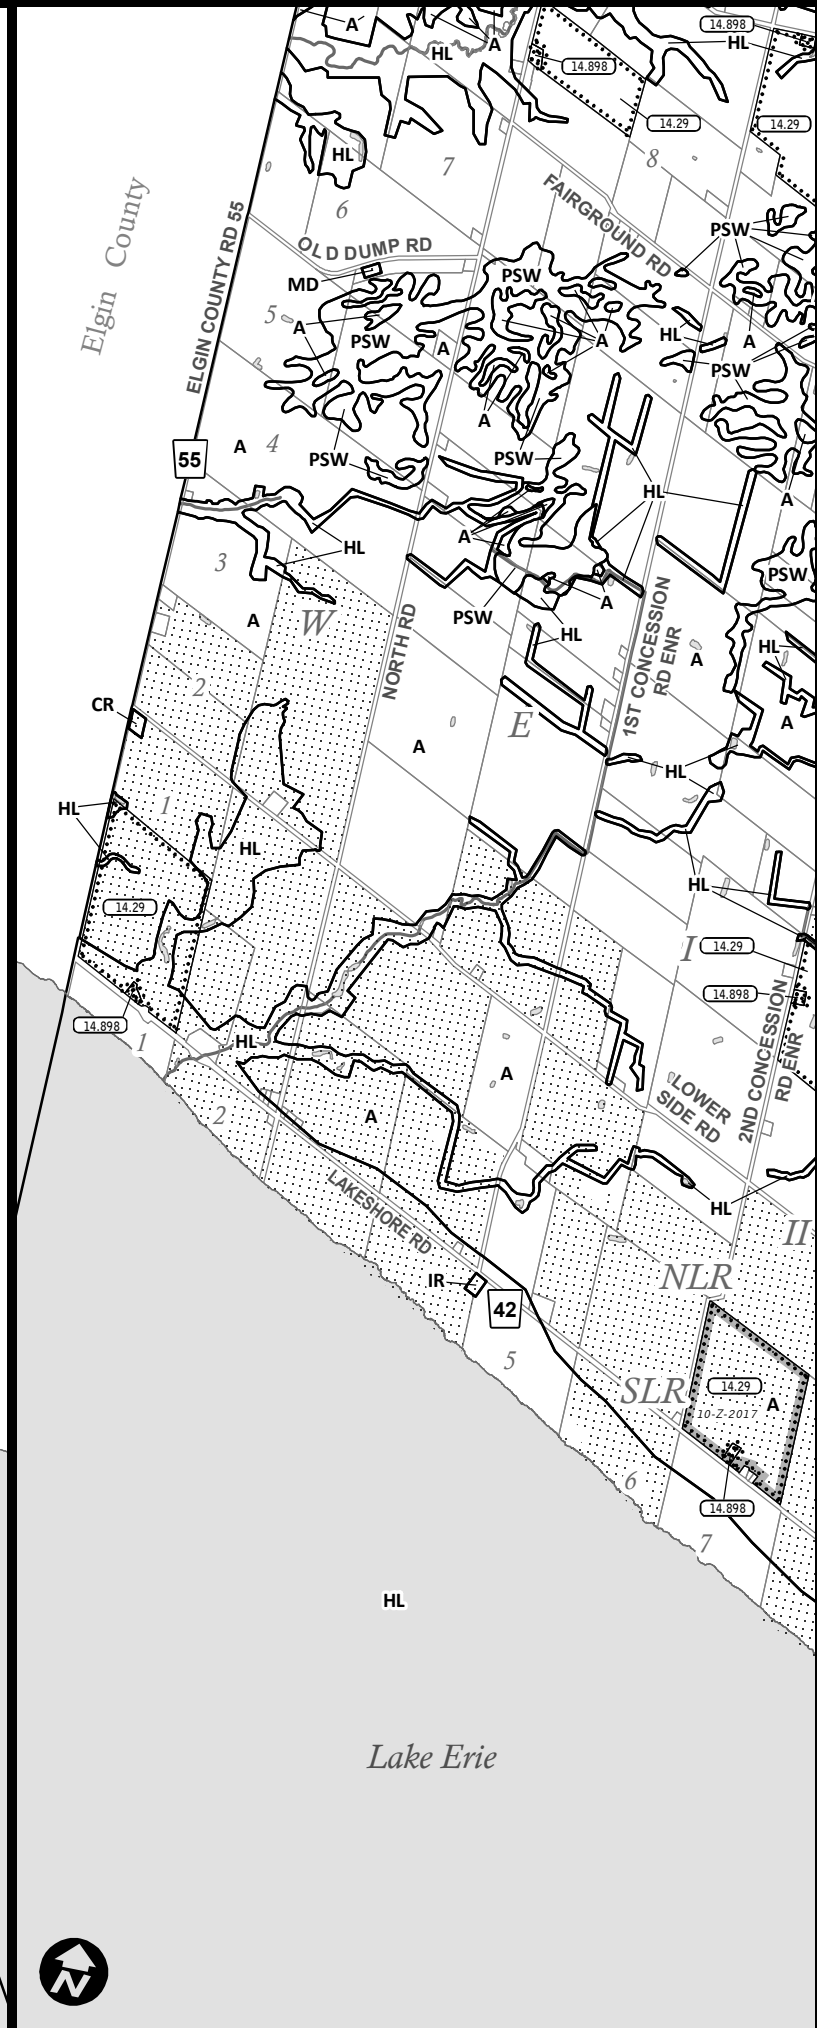 A
14.898
HL
A
HL
14.898
14.29
14.29
HL
7
8
6
FAIRGROUND RD
PSW
OLD DUMP RD
MD
PSW
Elgin County
ELGIN COUNTY RD 55
5
A
PSW
A
A
HL
A
PSW
A
55
A
4
PSW
PSW
HL
A
A
HL
3
PSW
A
W
PSW
A
HL
HL
A
NORTH RD
1ST CONCESSION
RD ENR
2
CR
E
A
A
HL
HL
1
HL
HL
14.29
I
14.29
14.898
14.898
1
HL
A
2
A
LOWER
SIDE RD
2ND CONCESSION
RD ENR
LAKESHORE RD
HL
II
NLR
IR
42
5
SLR
14.29
A
10-Z-2017
6
14.898
7
HL
Lake Erie
N